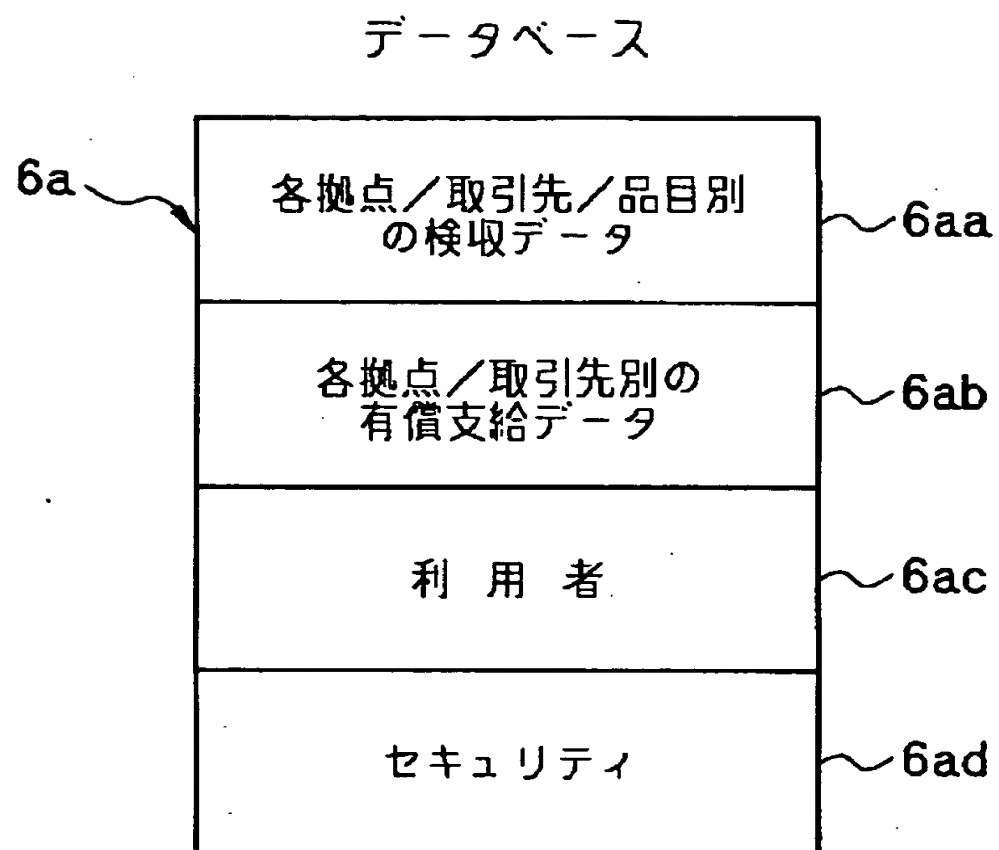 データベース
6a
各拠点／取引先／品目別
の検収データ
6aa
各拠点／取引先別の
有償支給データ
6ab
利用者
6ac
セキュリティ
6ad